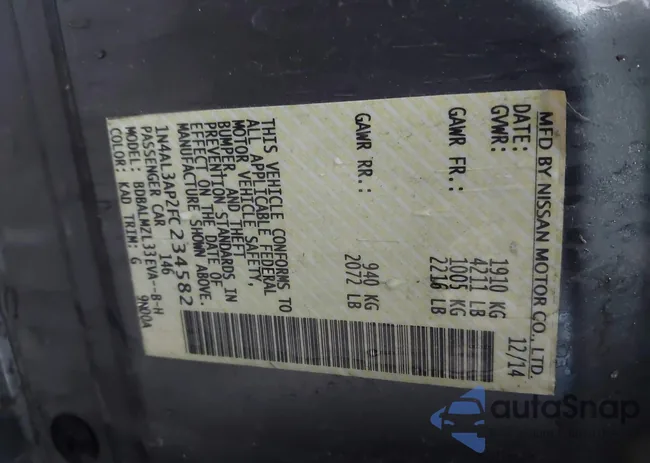 MFD BY NISSAN MOTOR CO., LTD.
DATE: 12/14
GVWR: 1910 KG
4211 LB
GAWR FR.: 1005 KG
2216 LB
GAWR RR.: 940 KG
2072 LB
THIS VEHICLE CONFORMS TO
ALL APPLICABLE FEDERAL
MOTOR VEHICLE SAFETY,
BUMPER, AND THEFT
PREVENTION STANDARDS IN
EFFECT ON THE DATE OF
MANUFACTURE SHOWN ABOVE.
1N4AL3AP2FC234582
PASSENGER CAR 146
MODEL: BDBALNZL33EVA--B-H
COLOR: KAD TRIM: G 9N00A
autoSnap